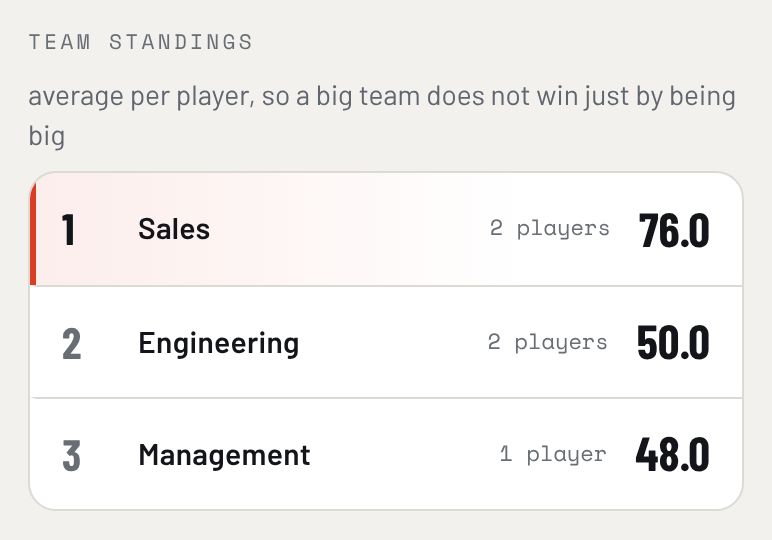 TEAM STANDINGS
average per player, so a big team does not win just by being
big
1 Sales 2 players 76.0
2 Engineering 2 players 50.0
3 Management 1 player 48.0